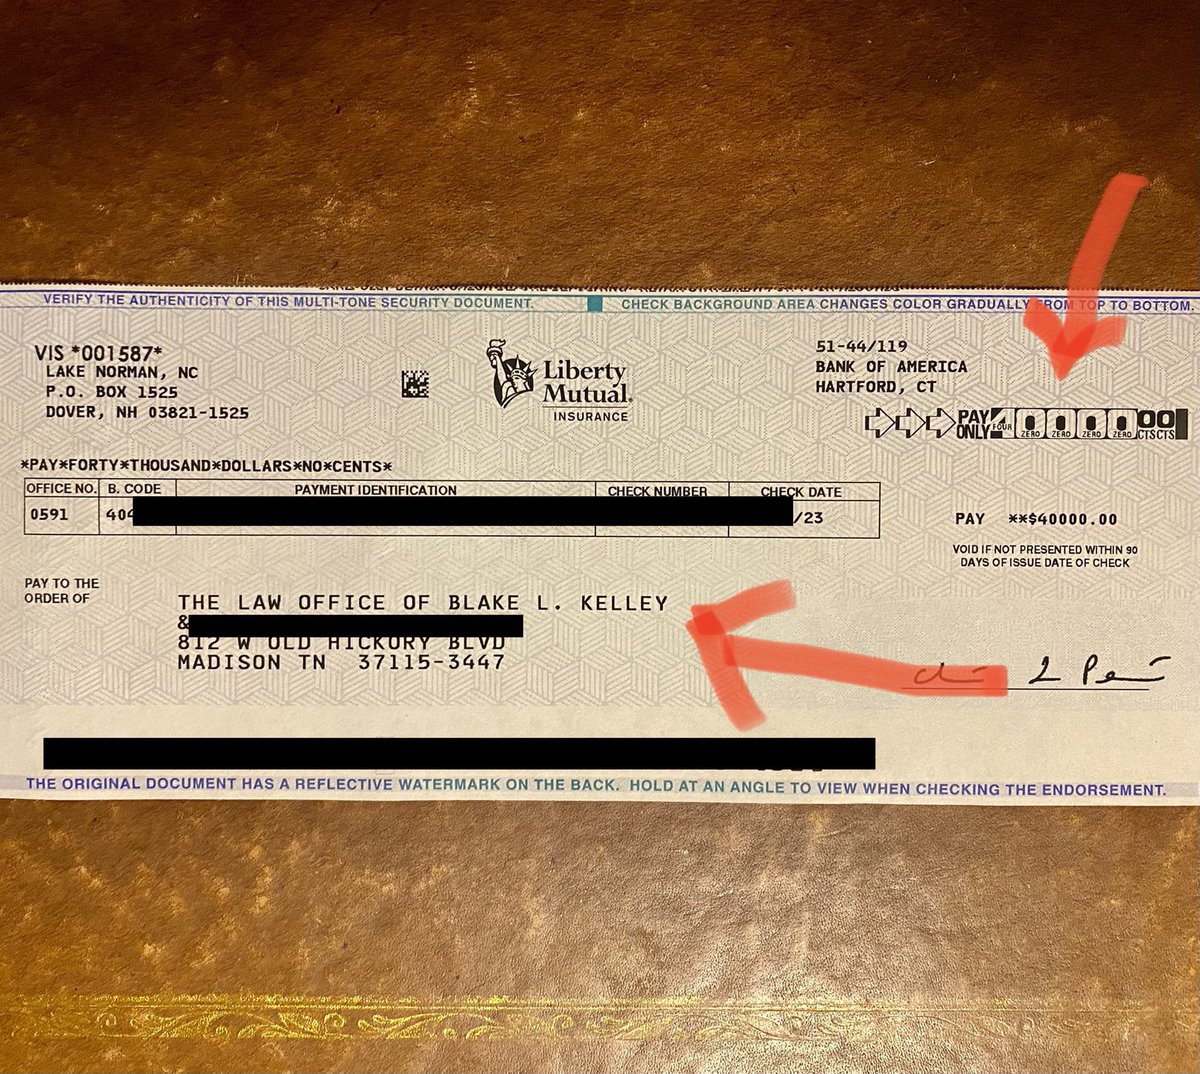 VERIFY THE AUTHENTICITY OF THIS MULTI-TONE SECURITY DOCUMENT. CHECK BACKGROUND AREA CHANGES COLOR GRADUALLY FROM TOP TO BOTTOM.
VIS *001587*
LAKE NORMAN, NC
P.O. BOX 1525
DOVER, NH 03821-1525
Liberty
Mutual.
INSURANCE
51-44/119
BANK OF AMERICA
HARTFORD, CT
PAY ONLY 4 FOUR 0 ZERO 0 ZERO 0 ZERO 0 ZERO 00 CTSCTS
*PAY*FORTY*THOUSAND*DOLLARS*NO*CENTS*
OFFICE NO. B. CODE PAYMENT IDENTIFICATION CHECK NUMBER CHECK DATE
0591 404 /23
PAY **$40000.00
VOID IF NOT PRESENTED WITHIN 90
DAYS OF ISSUE DATE OF CHECK
PAY TO THE
ORDER OF
THE LAW OFFICE OF BLAKE L. KELLEY
&
812 W OLD HICKORY BLVD
MADISON TN 37115-3447
THE ORIGINAL DOCUMENT HAS A REFLECTIVE WATERMARK ON THE BACK. HOLD AT AN ANGLE TO VIEW WHEN CHECKING THE ENDORSEMENT.